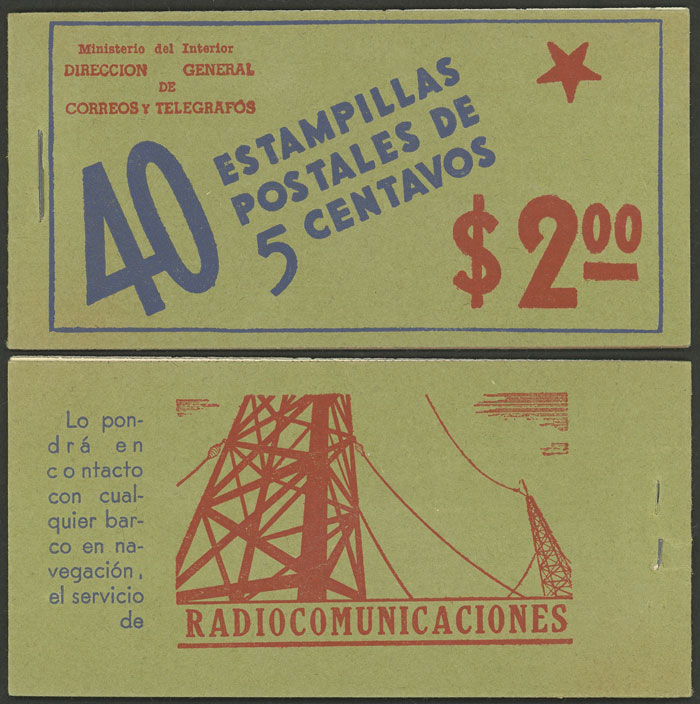 Ministerio del Interior
DIRECCION GENERAL
DE
CORREOS Y TELEGRAFÓS
40
ESTAMPILLAS
POSTALES DE
5 CENTAVOS
$ 2.00
Lo pon-
drá en
contacto
con cual-
quier bar-
co en na-
vegación,
el servicio
de
RADIOCOMUNICACIONES